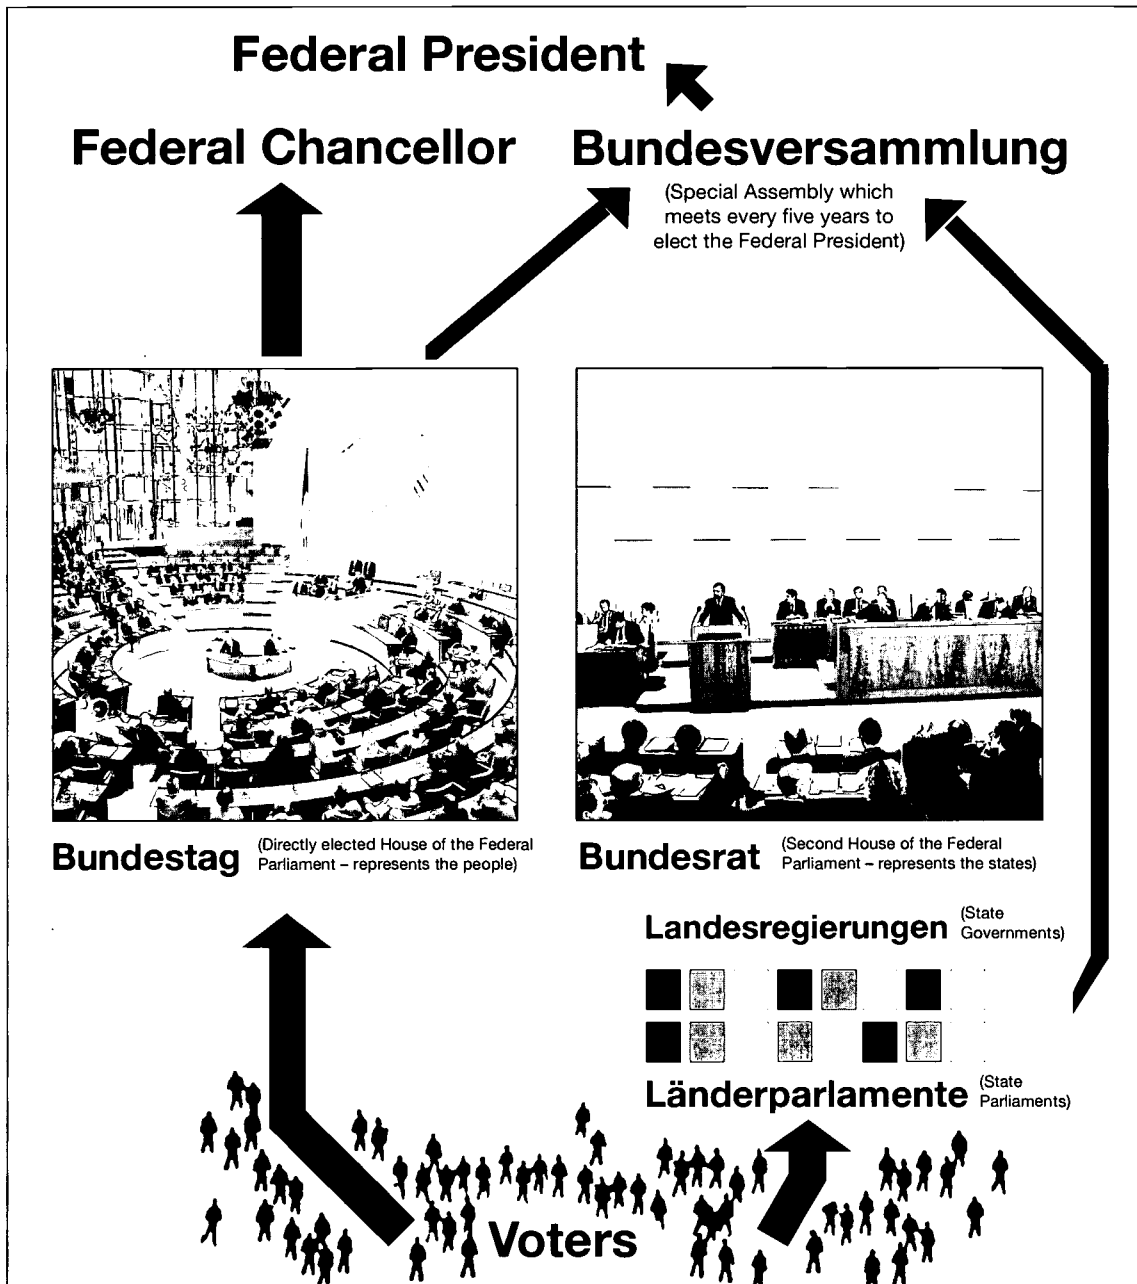 Federal President
Federal Chancellor
Bundesversammlung
(Special Assembly which
meets every five years to
elect the Federal President)
Bundestag
(Directly elected House of the Federal
Parliament – represents the people)
Bundesrat
(Second House of the Federal
Parliament – represents the states)
Landesregierungen
(State
Governments)
Länderparlamente
(State
Parliaments)
Voters